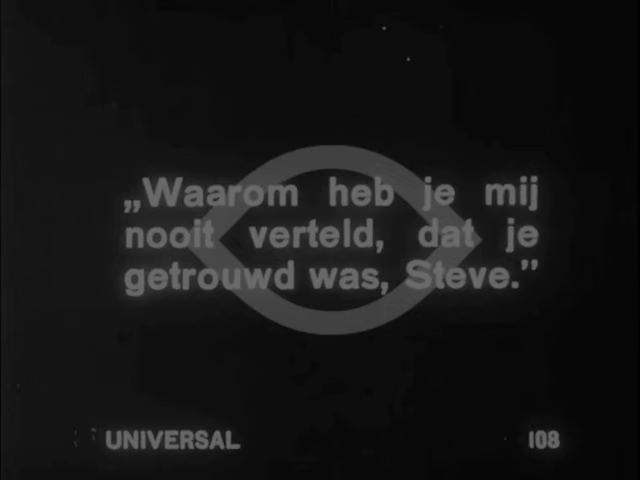 „Waarom heb je mij
nooit verteld, dat je
getrouwd was, Steve.”
UNIVERSAL 108